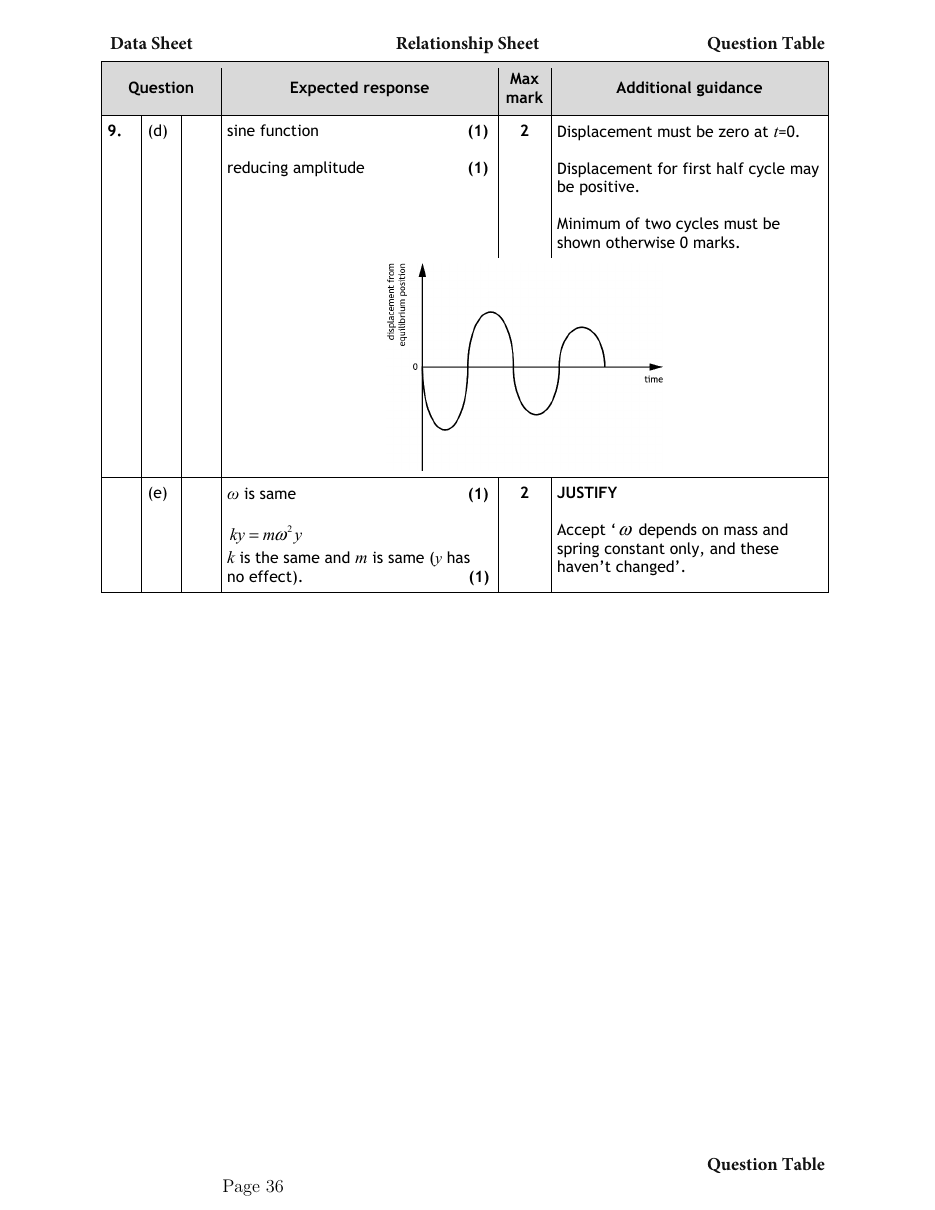 Data Sheet Relationship Sheet Question Table
Question Expected response Max mark Additional guidance
9. (d) sine function (1) 2 Displacement must be zero at t=0.
reducing amplitude (1) Displacement for first half cycle may
be positive.
Minimum of two cycles must be
shown otherwise 0 marks.
displacement from
equilibrium position
0
time
(e) ω is same (1) 2 JUSTIFY
ky = mω²y
k is the same and m is same (y has
no effect). (1)
Accept ‘ ω depends on mass and
spring constant only, and these
haven’t changed’.
Question Table
Page 36